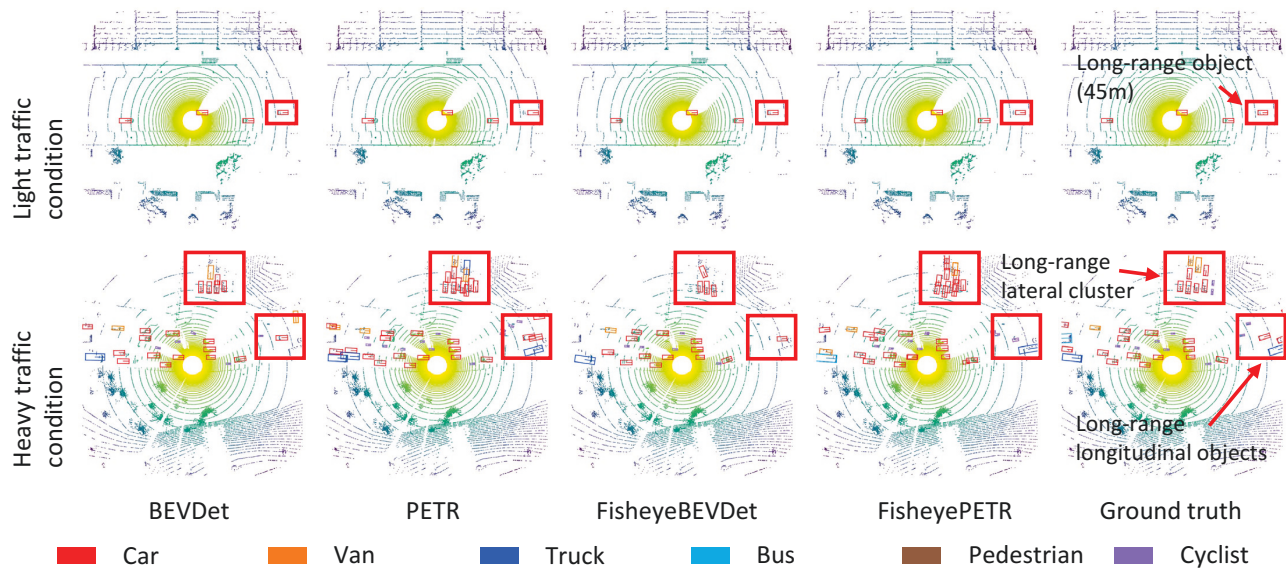 Light traffic
condition
Long-range object
(45m)
Heavy traffic
condition
Long-range
lateral cluster
Long-range
longitudinal objects
BEVDet
PETR
FisheyeBEVDet
FisheyePETR
Ground truth
Car
Van
Truck
Bus
Pedestrian
Cyclist